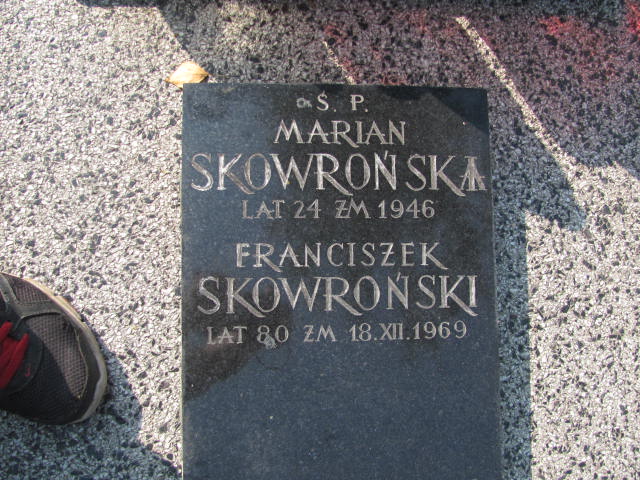 Ś. P.
MARIAN
SKOWROŃSKA
LAT 24 ZM 1946
FRANCISZEK
SKOWROŃSKI
LAT 80 ZM 18.XII.1969